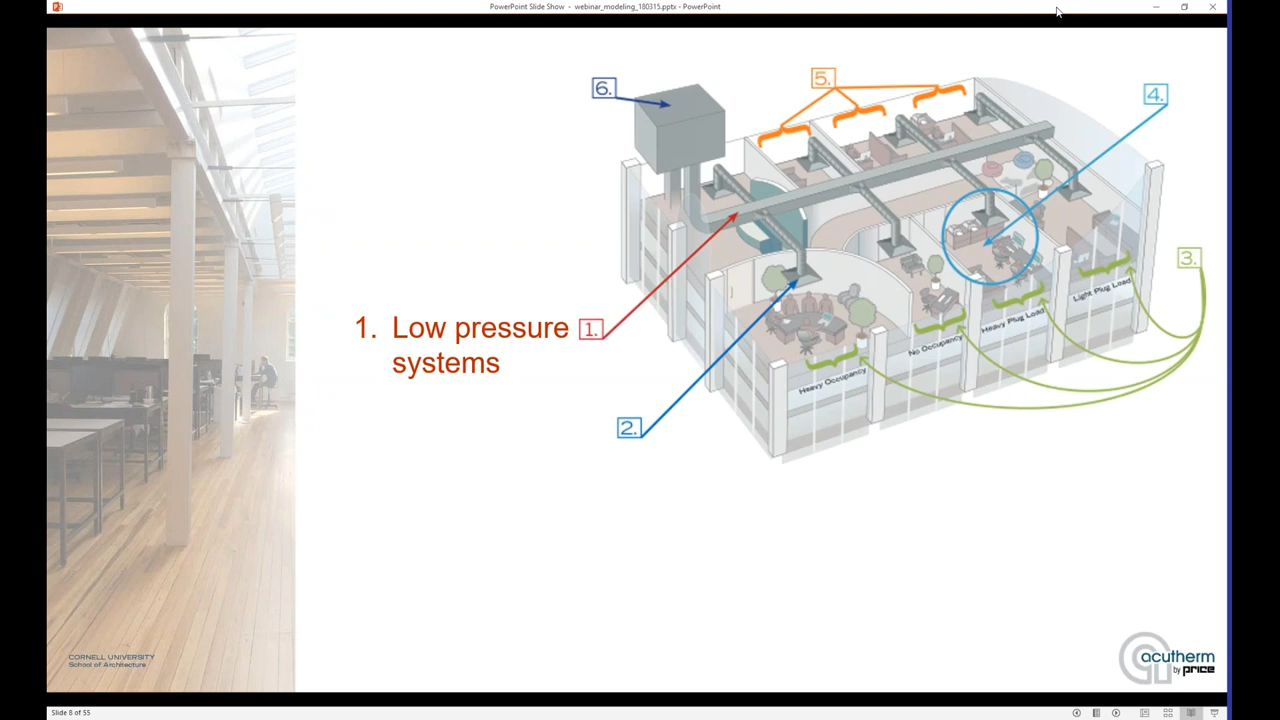 PowerPoint Slide Show - webinar_modeling_180315.pptx - PowerPoint
6.
5.
4.
3.
1. Low pressure
systems
1.
2.
Heavy Occupancy
No Occupancy
Heavy Plug Load
Light Plug Load
CORNELL UNIVERSITY
School of Architecture
acutherm
by PRICE
Slide 8 of 55